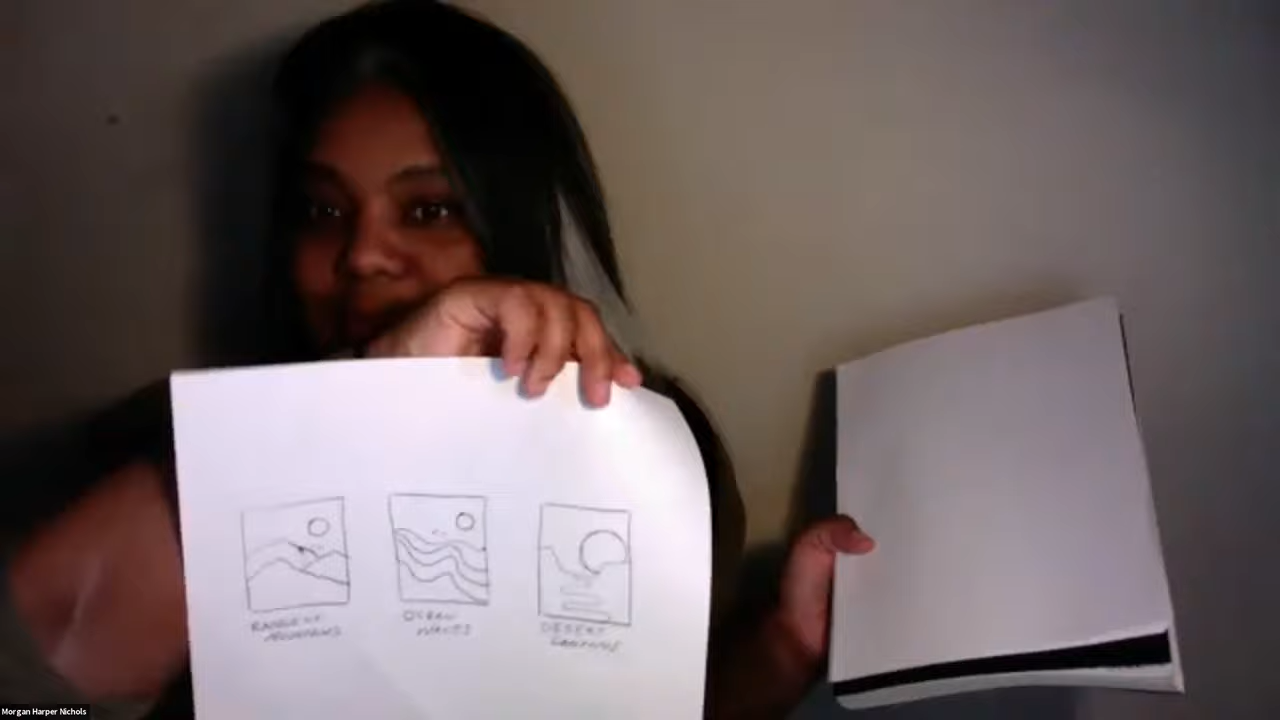 RANGE OF
MOUNTAINS
OCEAN
WAVES
DESERT
Morgan Harper Nichols